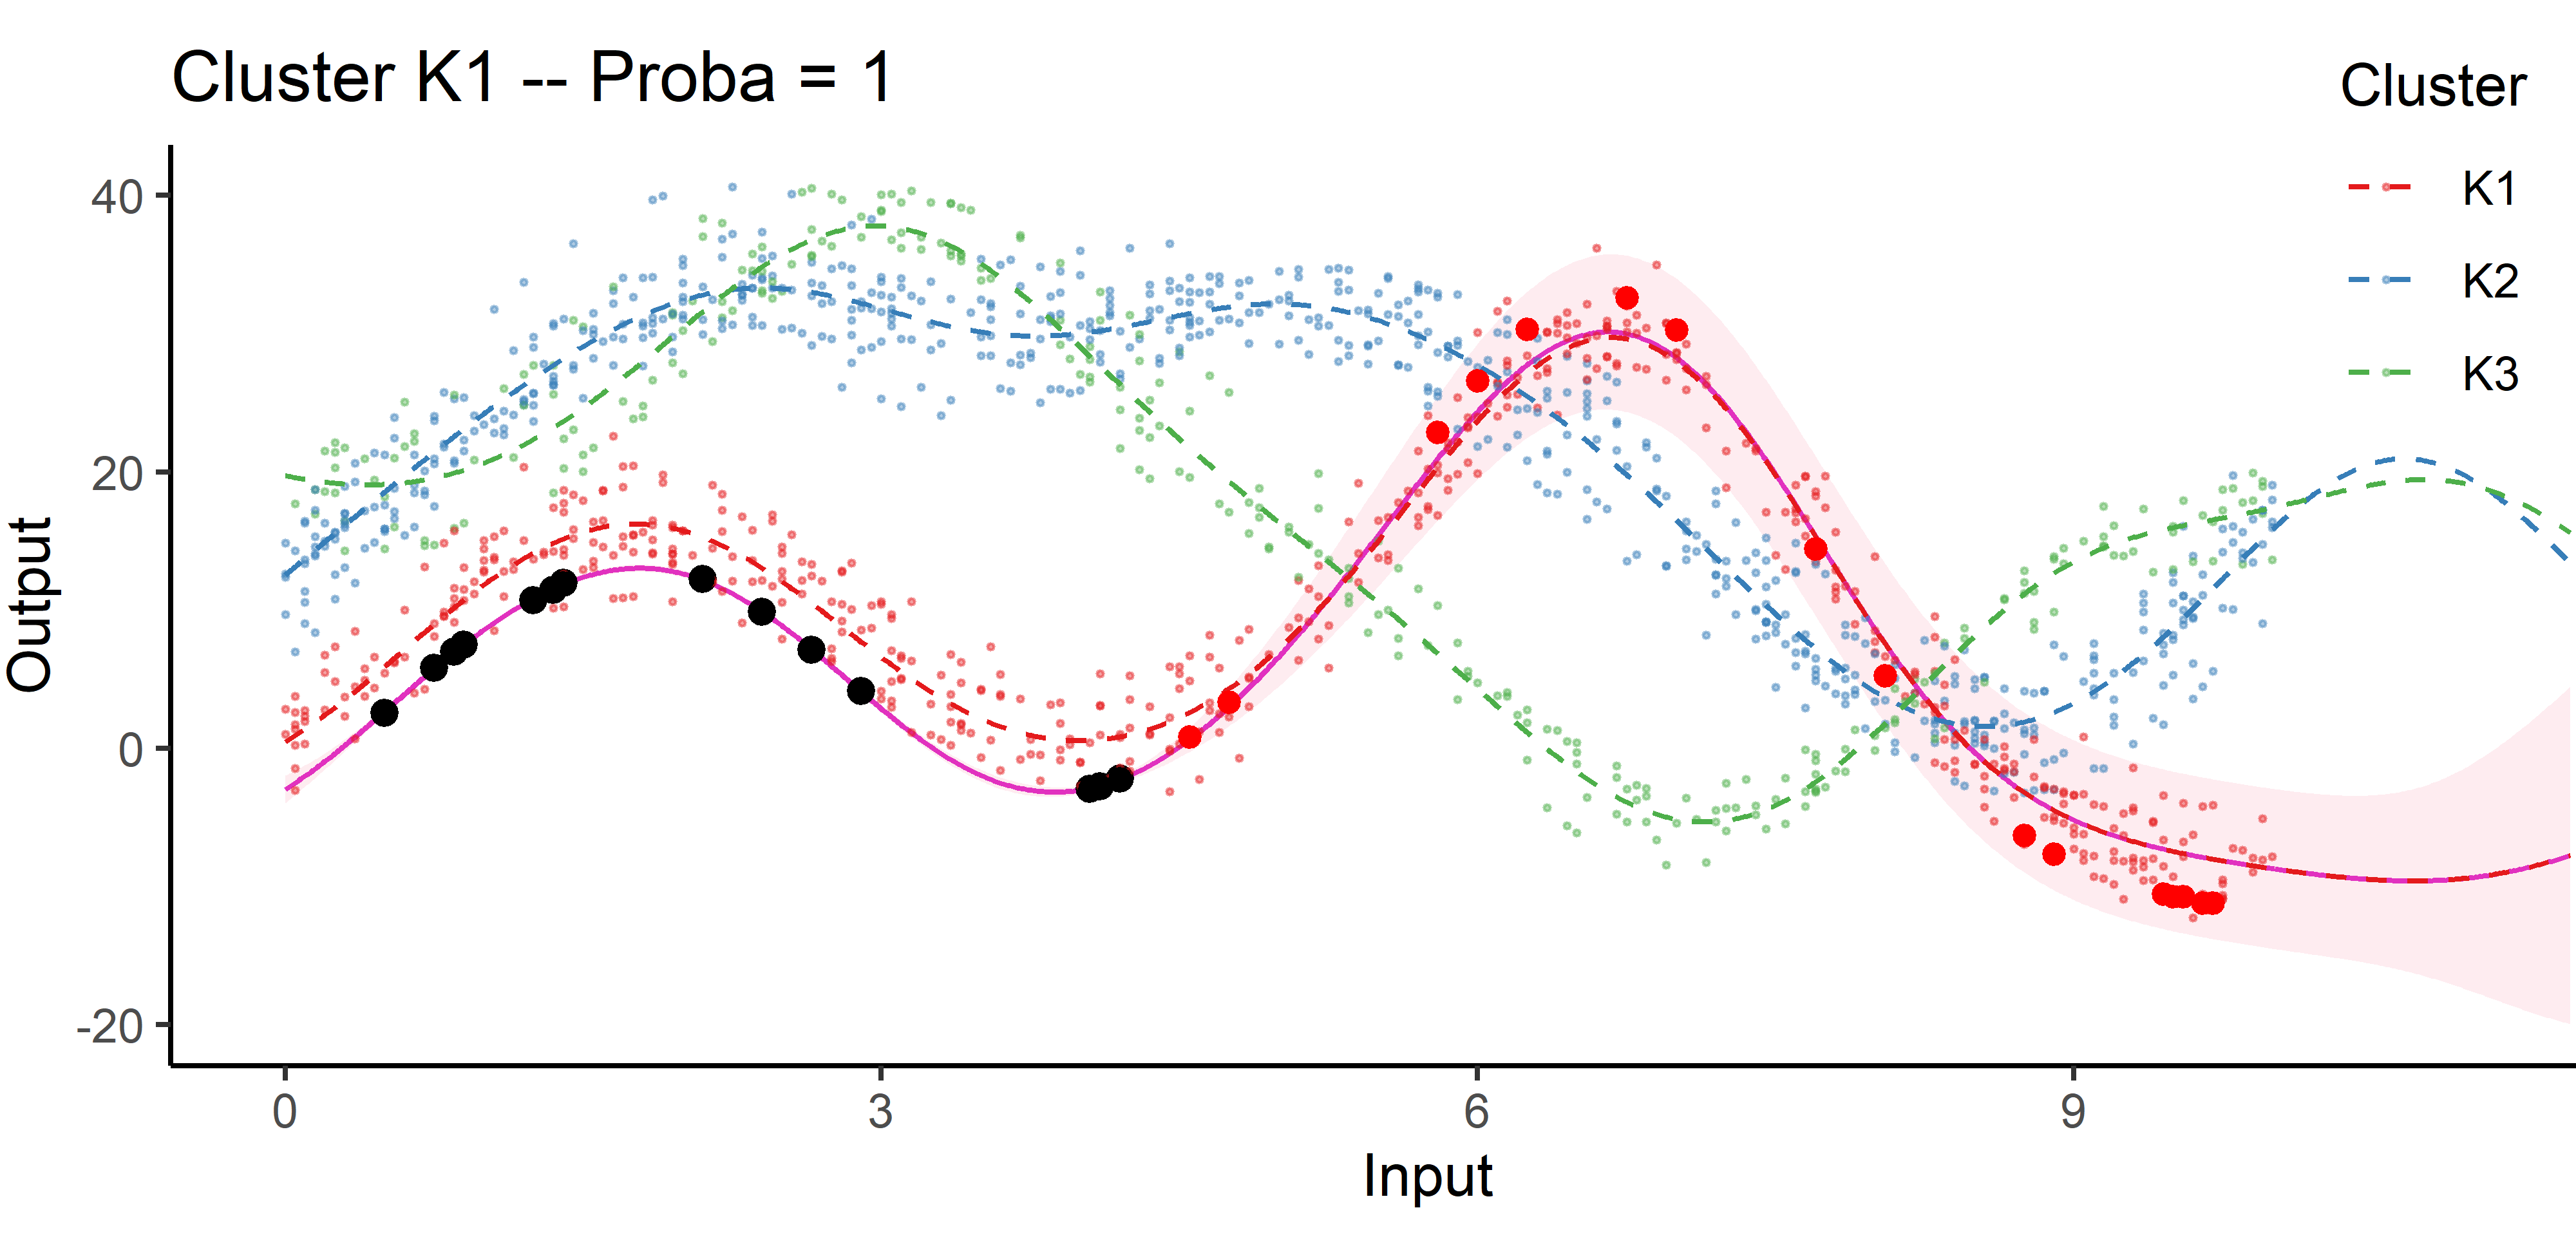 Cluster K1 -- Proba = 1
Cluster
K1
K2
K3
Output
40
20
0
-20
0 3 6 9
Input